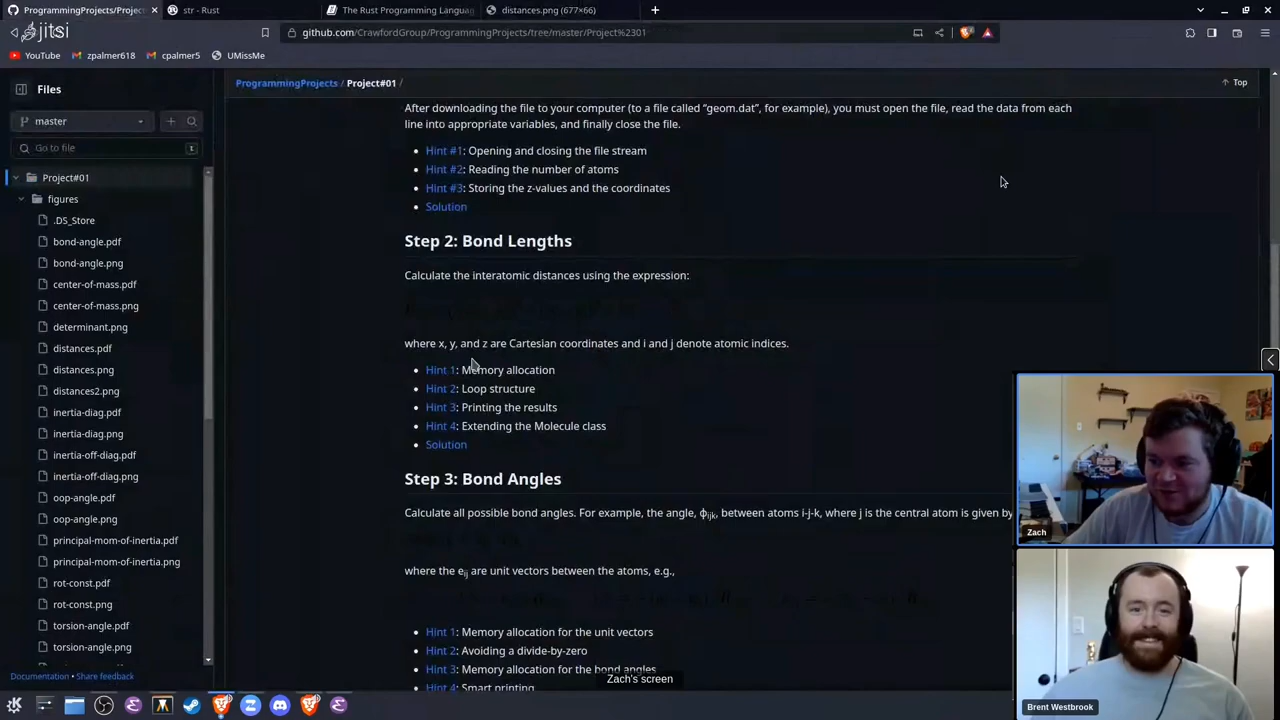 ProgrammingProjects/Projec
str - Rust
The Rust Programming Languag
distances.png (677×66)
jitsi
github.com/CrawfordGroup/ProgrammingProjects/tree/master/Project%2301
YouTube
zpalmer618
cpalmer5
UMissMe
Files
ProgrammingProjects / Project#01 /
Top
master
Go to file
t
Project#01
figures
.DS_Store
bond-angle.pdf
bond-angle.png
center-of-mass.pdf
center-of-mass.png
determinant.png
distances.pdf
distances.png
distances2.png
inertia-diag.pdf
inertia-diag.png
inertia-off-diag.pdf
inertia-off-diag.png
oop-angle.pdf
oop-angle.png
principal-mom-of-inertia.pdf
principal-mom-of-inertia.png
rot-const.pdf
rot-const.png
torsion-angle.pdf
torsion-angle.png
Documentation • Share feedback
After downloading the file to your computer (to a file called “geom.dat”, for example), you must open the file, read the data from each
line into appropriate variables, and finally close the file.
• Hint #1: Opening and closing the file stream
• Hint #2: Reading the number of atoms
• Hint #3: Storing the z-values and the coordinates
• Solution
Step 2: Bond Lengths
Calculate the interatomic distances using the expression:
where x, y, and z are Cartesian coordinates and i and j denote atomic indices.
• Hint 1: Memory allocation
• Hint 2: Loop structure
• Hint 3: Printing the results
• Hint 4: Extending the Molecule class
• Solution
Step 3: Bond Angles
Calculate all possible bond angles. For example, the angle, ϕijk, between atoms i-j-k, where j is the central atom is given by
where the eij are unit vectors between the atoms, e.g.,
• Hint 1: Memory allocation for the unit vectors
• Hint 2: Avoiding a divide-by-zero
• Hint 3: Memory allocation for the bond angles
• Hint 4: Smart printing
Zach's screen
Zach
Brent Westbrook